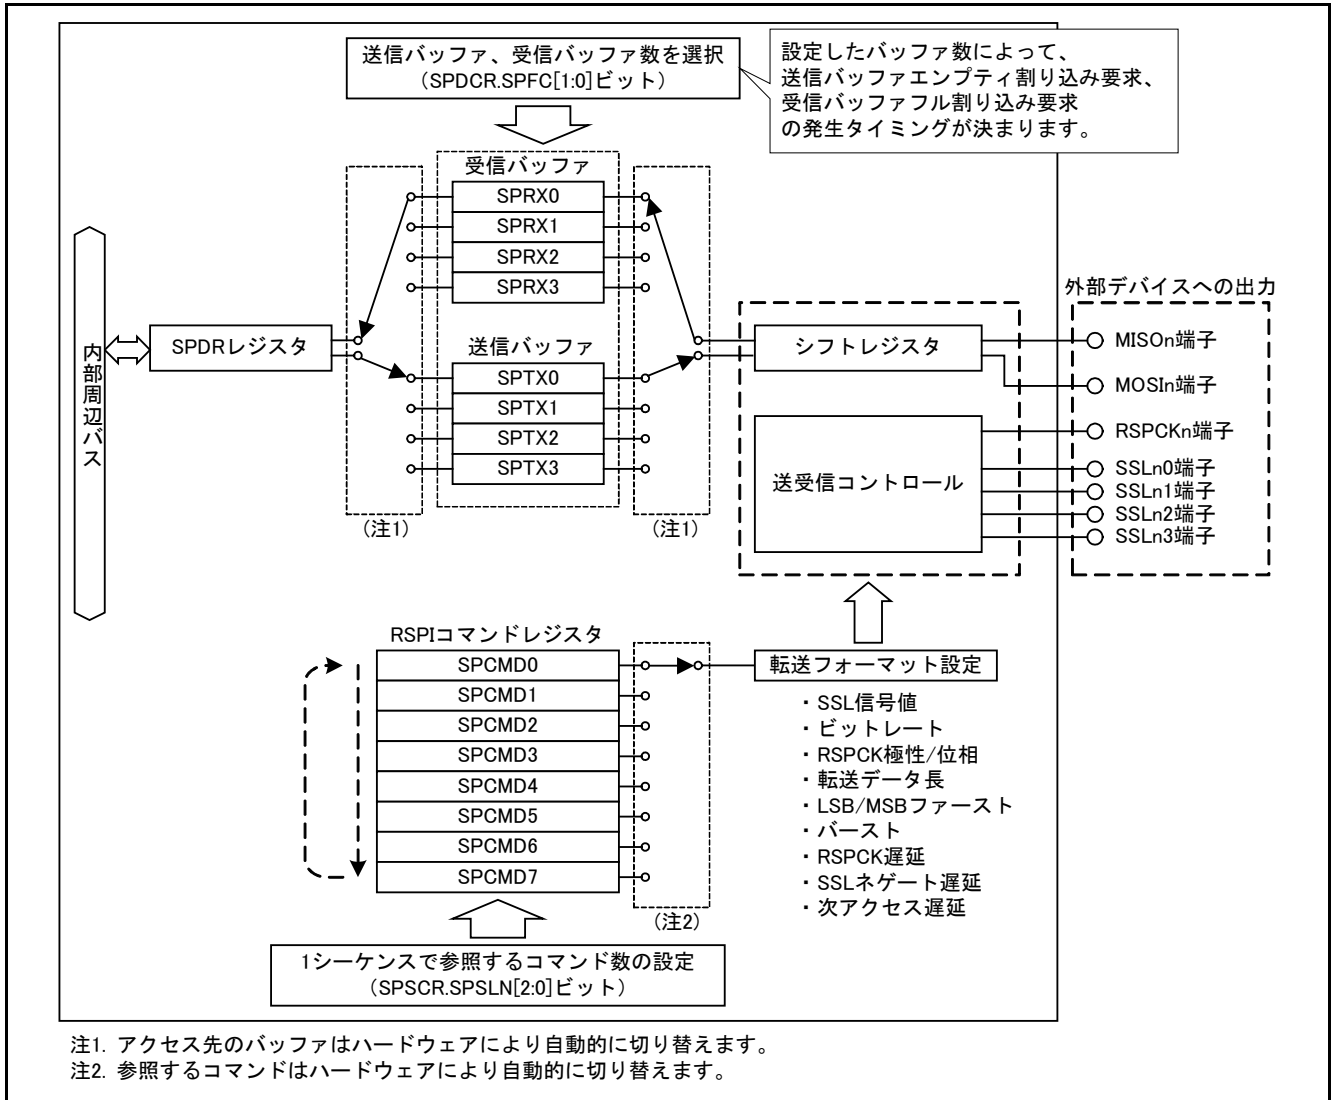 送信バッファ、受信バッファ数を選択
(SPDCR.SPFC[1:0]ビット)
設定したバッファ数によって、
送信バッファエンプティ割り込み要求、
受信バッファフル割り込み要求
の発生タイミングが決まります。
受信バッファ
SPRX0
SPRX1
SPRX2
SPRX3
内部周辺バス
SPDRレジスタ
送信バッファ
SPTX0
SPTX1
SPTX2
SPTX3
(注1)
(注1)
シフトレジスタ
送受信コントロール
外部デバイスへの出力
MISOn端子
MOSIn端子
RSPCKn端子
SSLn0端子
SSLn1端子
SSLn2端子
SSLn3端子
RSPIコマンドレジスタ
SPCMD0
SPCMD1
SPCMD2
SPCMD3
SPCMD4
SPCMD5
SPCMD6
SPCMD7
(注2)
転送フォーマット設定
・SSL信号値
・ビットレート
・RSPCK極性/位相
・転送データ長
・LSB/MSBファースト
・バースト
・RSPCK遅延
・SSLネゲート遅延
・次アクセス遅延
1シーケンスで参照するコマンド数の設定
(SPSCR.SPSLN[2:0]ビット)
注1. アクセス先のバッファはハードウェアにより自動的に切り替えます。
注2. 参照するコマンドはハードウェアにより自動的に切り替えます。